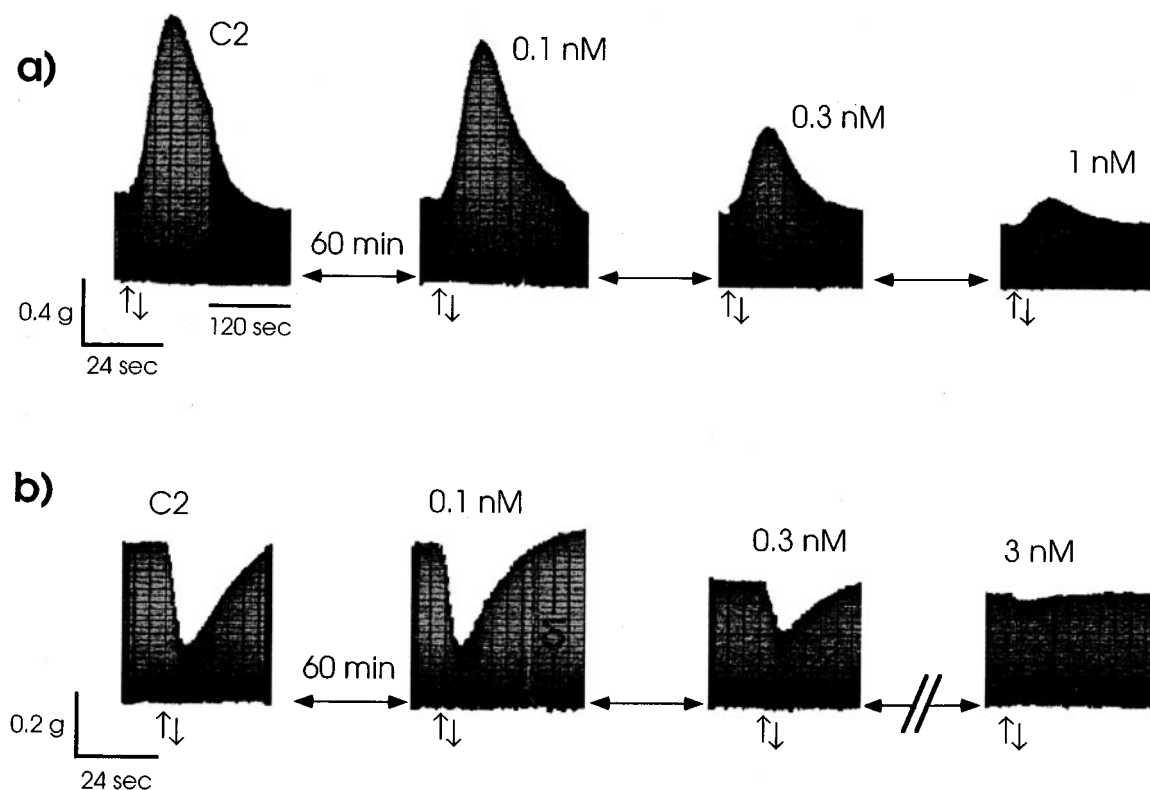 a)
C2
0.1 nM
0.3 nM
1 nM
60 min
0.4 g
24 sec
120 sec
↑↓
↑↓
↑↓
↑↓
b)
C2
0.1 nM
0.3 nM
3 nM
60 min
0.2 g
24 sec
↑↓
↑↓
↑↓
↑↓